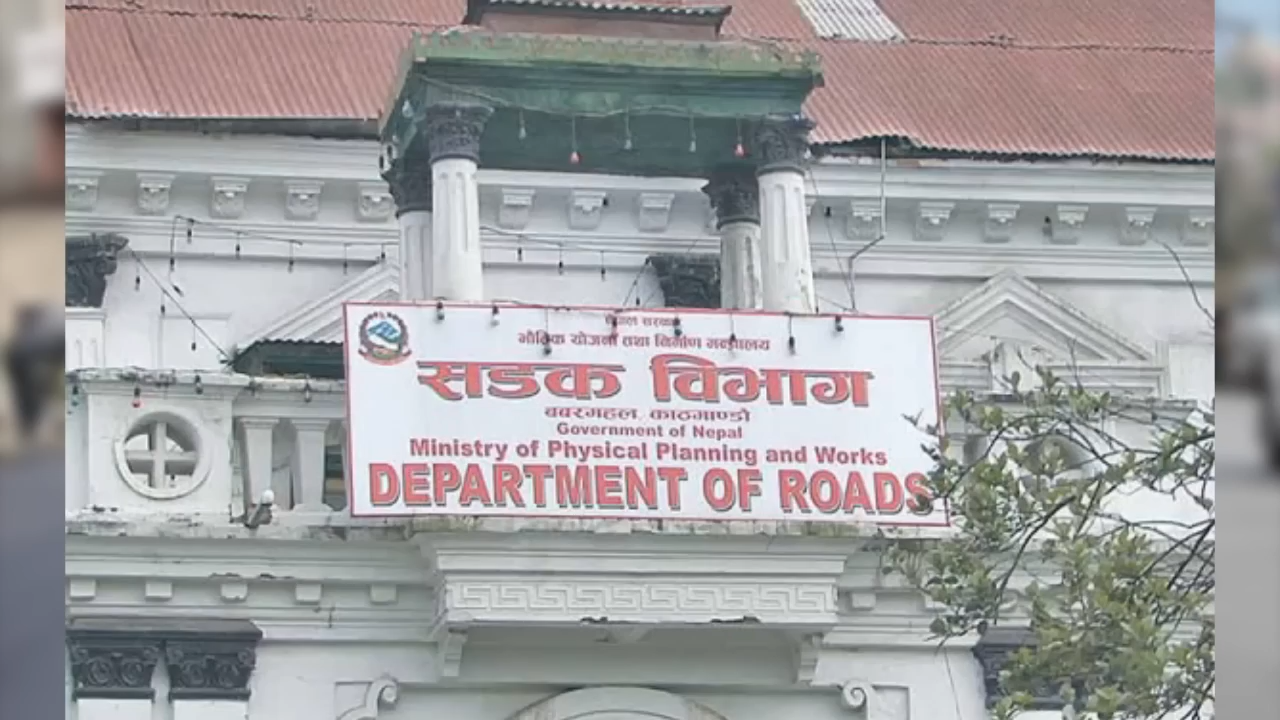 नेपाल सरकार
भौतिक योजना तथा निर्माण मन्त्रालय
सडक विभाग
बबरमहल, काठमाण्डौ
Government of Nepal
Ministry of Physical Planning and Works
DEPARTMENT OF ROADS